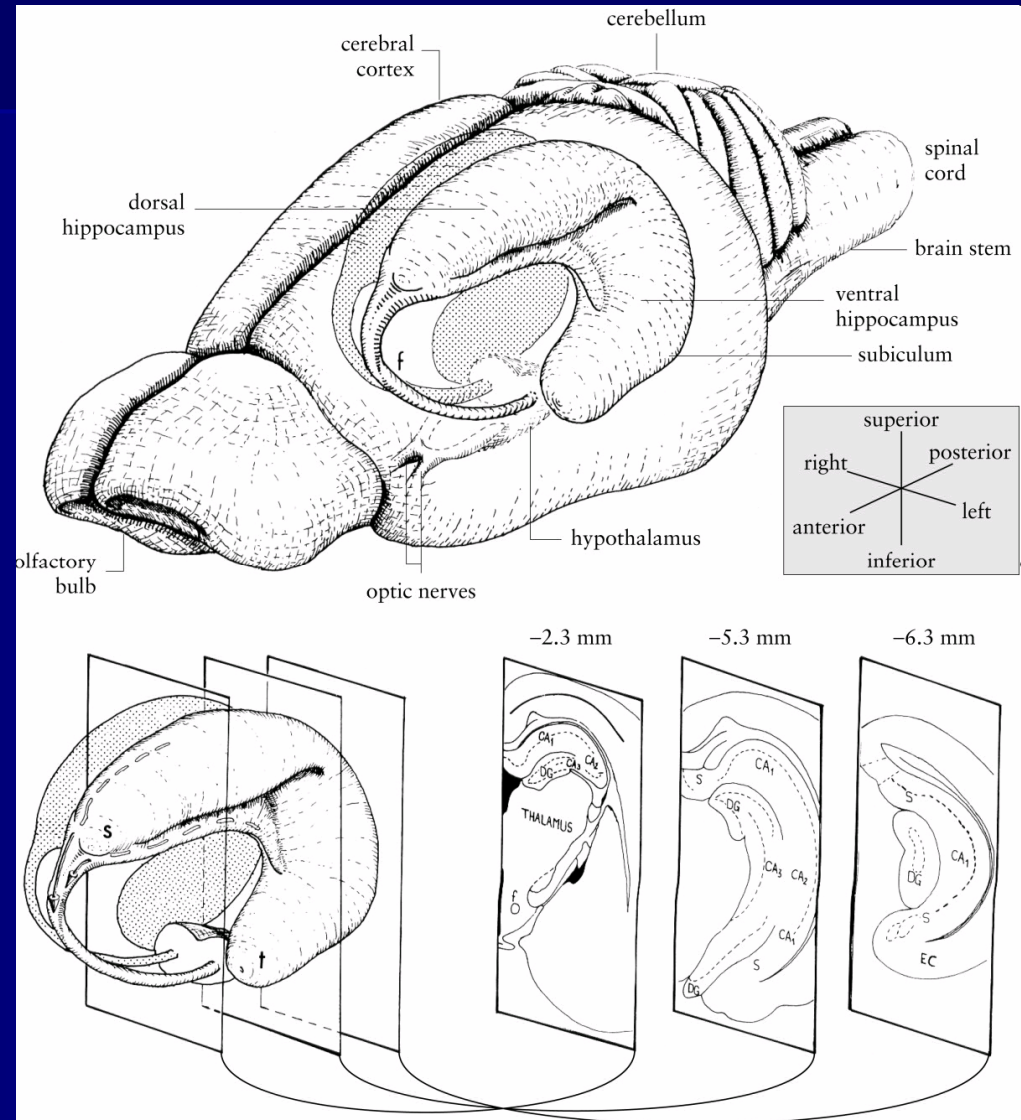 cerebellum
cerebral
cortex
spinal
cord
dorsal
hippocampus
brain stem
ventral
hippocampus
subiculum
f
superior
right
posterior
anterior
left
inferior
hypothalamus
olfactory
bulb
optic nerves
−2.3 mm
−5.3 mm
−6.3 mm
s
t
CA1
CA3
CA2
DG
THALAMUS
f
S
CA1
DG
CA3
CA2
CA1
S
DG
S
CA1
DG
S
EC